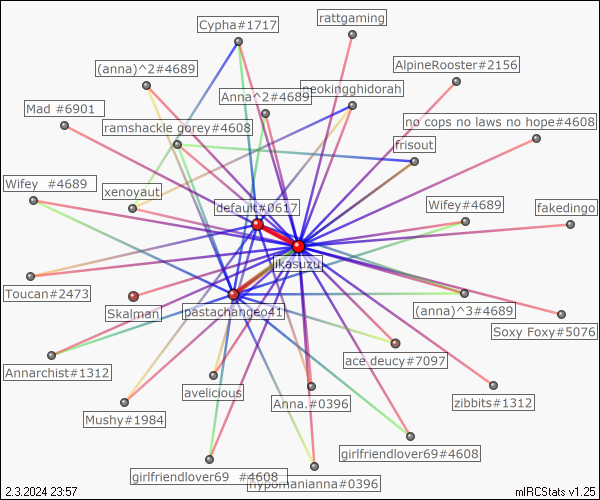 rattgaming
Cypha#1717
AlpineRooster#2156
(anna)^2#4689
neokingghidorah
Anna^2#4689
Mad #6901
no cops no laws no hope#4608
ramshackle gorey#4608
frisout
Wifey #4689
xenoyaut
default#0617
Wifey#4689
fakedingo
jikasuzu
Toucan#2473
Skalman
pastachangeo41
(anna)^3#4689
Soxy Foxy#5076
Annarchist#1312
ace deucy#7097
avelicious
Anna.#0396
zibbits#1312
Mushy#1984
girlfriendlover69#4608
girlfriendlover69 #4608
hypomanianna#0396
2.3.2024 23:57
mIRCStats v1.25